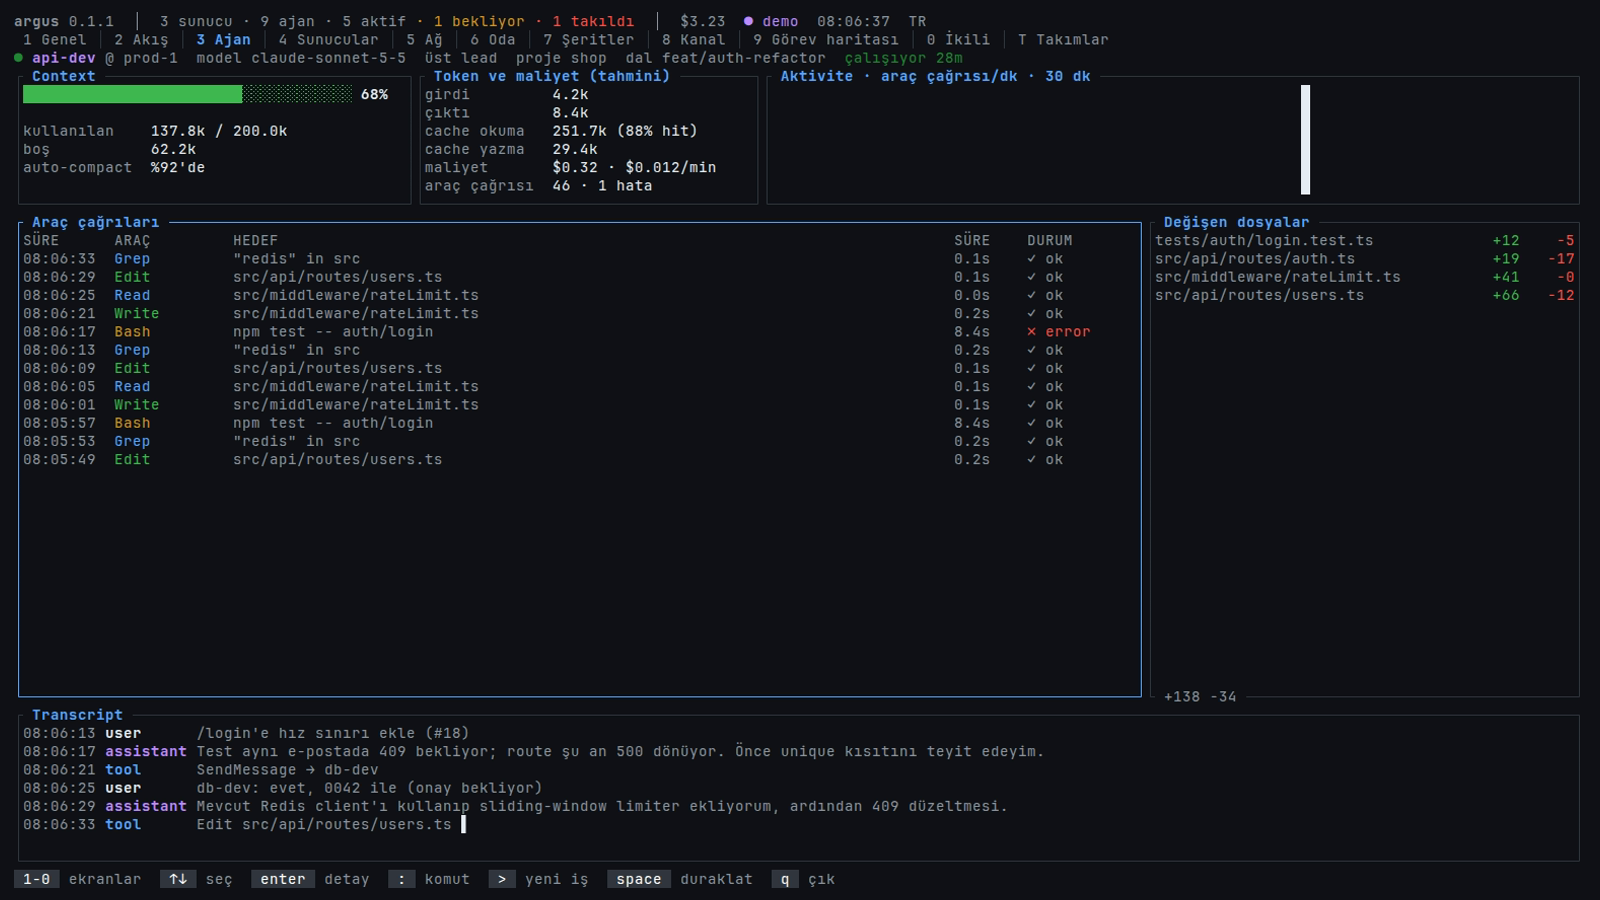 argus 0.1.1 │ 3 sunucu · 9 ajan · 5 aktif · 1 bekliyor · 1 takıldı │ $3.23 ● demo 08:06:37 TR
1 Genel │ 2 Akış │ 3 Ajan │ 4 Sunucular │ 5 Ağ │ 6 Oda │ 7 Şeritler │ 8 Kanal │ 9 Görev haritası │ 0 İkili │ T Takımlar
● api-dev @ prod-1 model claude-sonnet-5-5 üst lead proje shop dal feat/auth-refactor çalışıyor 28m
Context
68%
kullanılan 137.8k / 200.0k
boş 62.2k
auto-compact %92'de
Token ve maliyet (tahmini)
girdi 4.2k
çıktı 8.4k
cache okuma 251.7k (88% hit)
cache yazma 29.4k
maliyet $0.32 · $0.012/min
araç çağrısı 46 · 1 hata
Aktivite · araç çağrısı/dk · 30 dk
Araç çağrıları
SÜRE ARAÇ HEDEF SÜRE DURUM
08:06:33 Grep "redis" in src 0.1s ✓ ok
08:06:29 Edit src/api/routes/users.ts 0.1s ✓ ok
08:06:25 Read src/middleware/rateLimit.ts 0.0s ✓ ok
08:06:21 Write src/middleware/rateLimit.ts 0.2s ✓ ok
08:06:17 Bash npm test -- auth/login 8.4s ✕ error
08:06:13 Grep "redis" in src 0.2s ✓ ok
08:06:09 Edit src/api/routes/users.ts 0.1s ✓ ok
08:06:05 Read src/middleware/rateLimit.ts 0.1s ✓ ok
08:06:01 Write src/middleware/rateLimit.ts 0.1s ✓ ok
08:05:57 Bash npm test -- auth/login 8.4s ✓ ok
08:05:53 Grep "redis" in src 0.2s ✓ ok
08:05:49 Edit src/api/routes/users.ts 0.2s ✓ ok
Değişen dosyalar
tests/auth/login.test.ts +12 -5
src/api/routes/auth.ts +19 -17
src/middleware/rateLimit.ts +41 -0
src/api/routes/users.ts +66 -12
+138 -34
Transcript
08:06:13 user /login'e hız sınırı ekle (#18)
08:06:17 assistant Test aynı e-postada 409 bekliyor; route şu an 500 dönüyor. Önce unique kısıtını teyit edeyim.
08:06:21 tool SendMessage → db-dev
08:06:25 user db-dev: evet, 0042 ile (onay bekliyor)
08:06:29 assistant Mevcut Redis client'ı kullanıp sliding-window limiter ekliyorum, ardından 409 düzeltmesi.
08:06:33 tool Edit src/api/routes/users.ts
1-0 ekranlar ↑↓ seç enter detay : komut > yeni iş space duraklat q çık